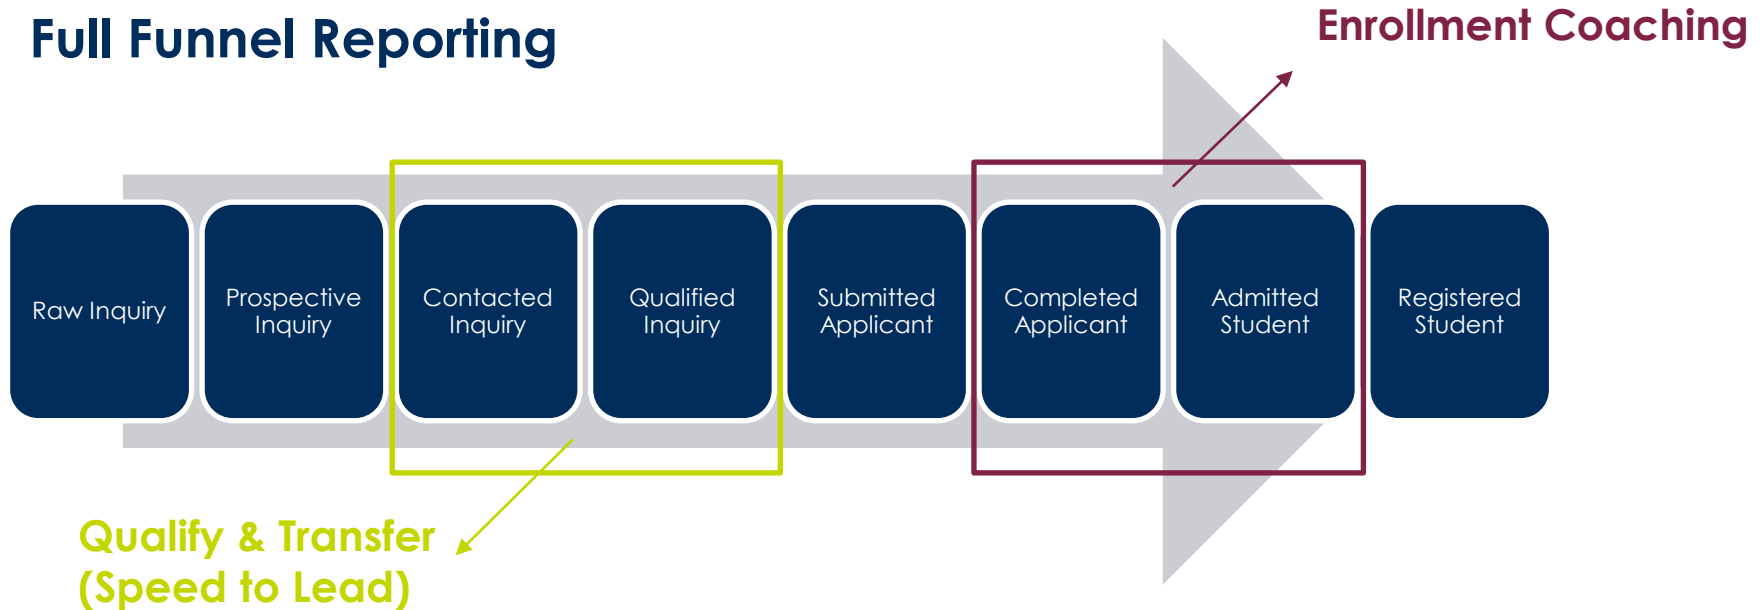 Full Funnel Reporting
Enrollment Coaching
Raw Inquiry
Prospective
Inquiry
Contacted
Inquiry
Qualified
Inquiry
Submitted
Applicant
Completed
Applicant
Admitted
Student
Registered
Student
Qualify & Transfer
(Speed to Lead)